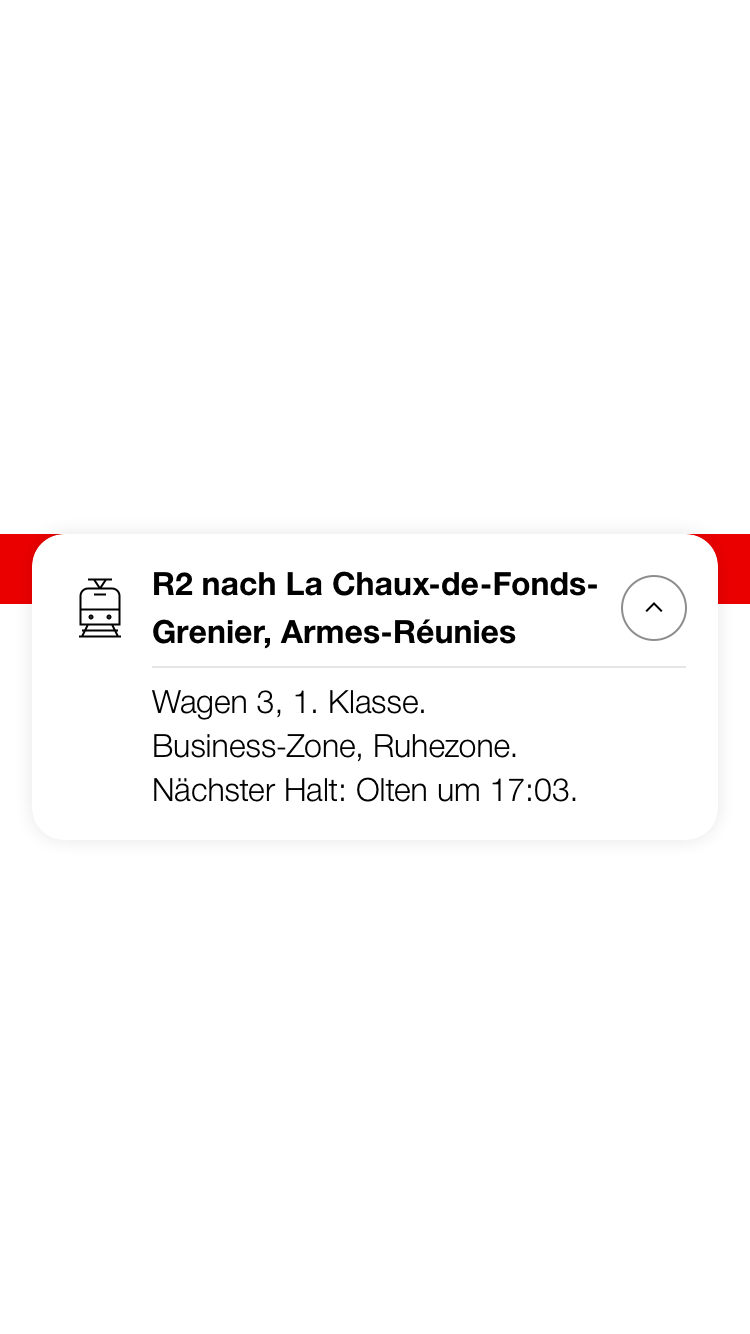 R2 nach La Chaux-de-Fonds-
Grenier, Armes-Réunies
Wagen 3, 1. Klasse.
Business-Zone, Ruhezone.
Nächster Halt: Olten um 17:03.